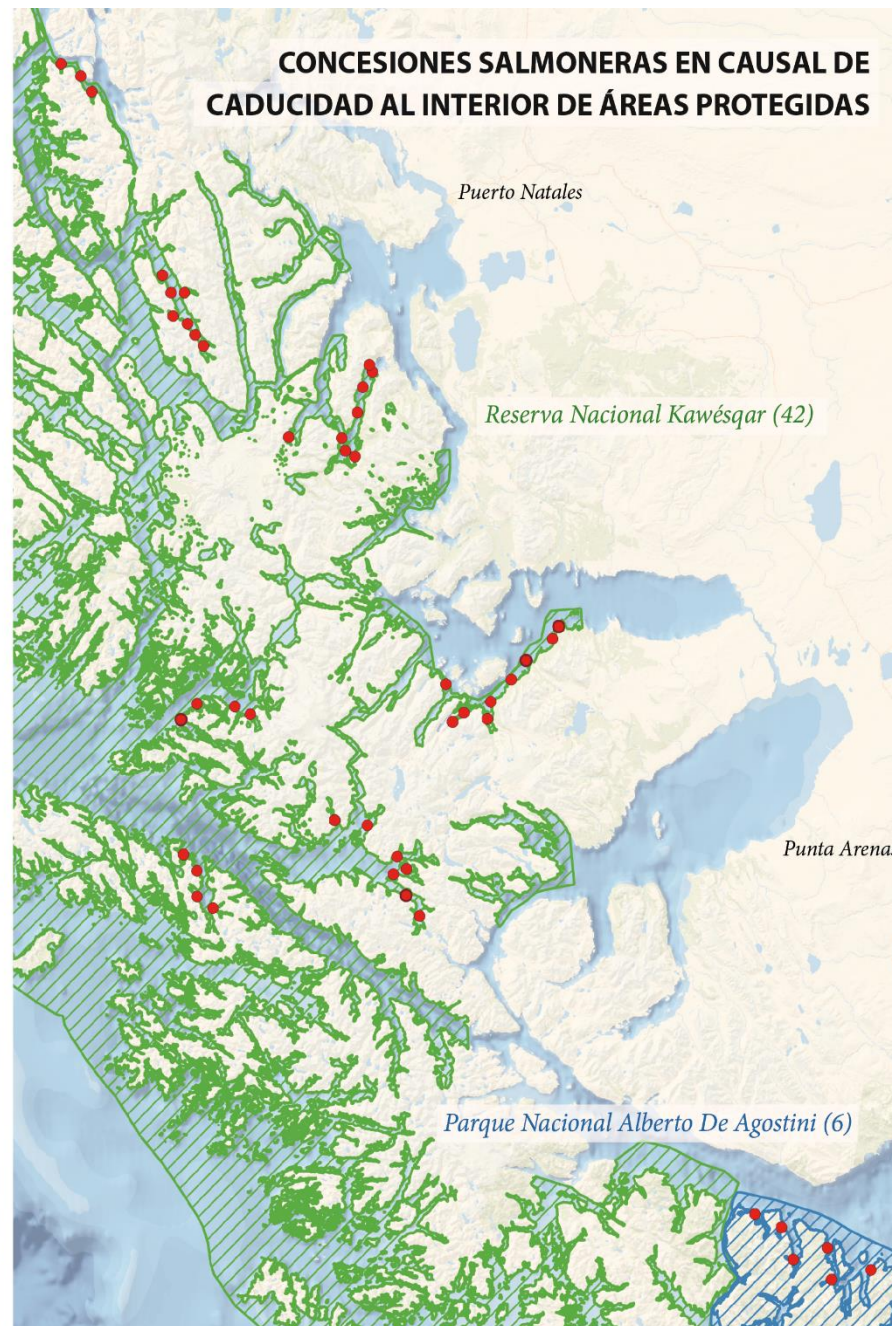 CONCESIONES SALMONERAS EN CAUSAL DE
CADUCIDAD AL INTERIOR DE ÁREAS PROTEGIDAS
Puerto Natales
Reserva Nacional Kawésqar (42)
Punta Arenas
Parque Nacional Alberto De Agostini (6)